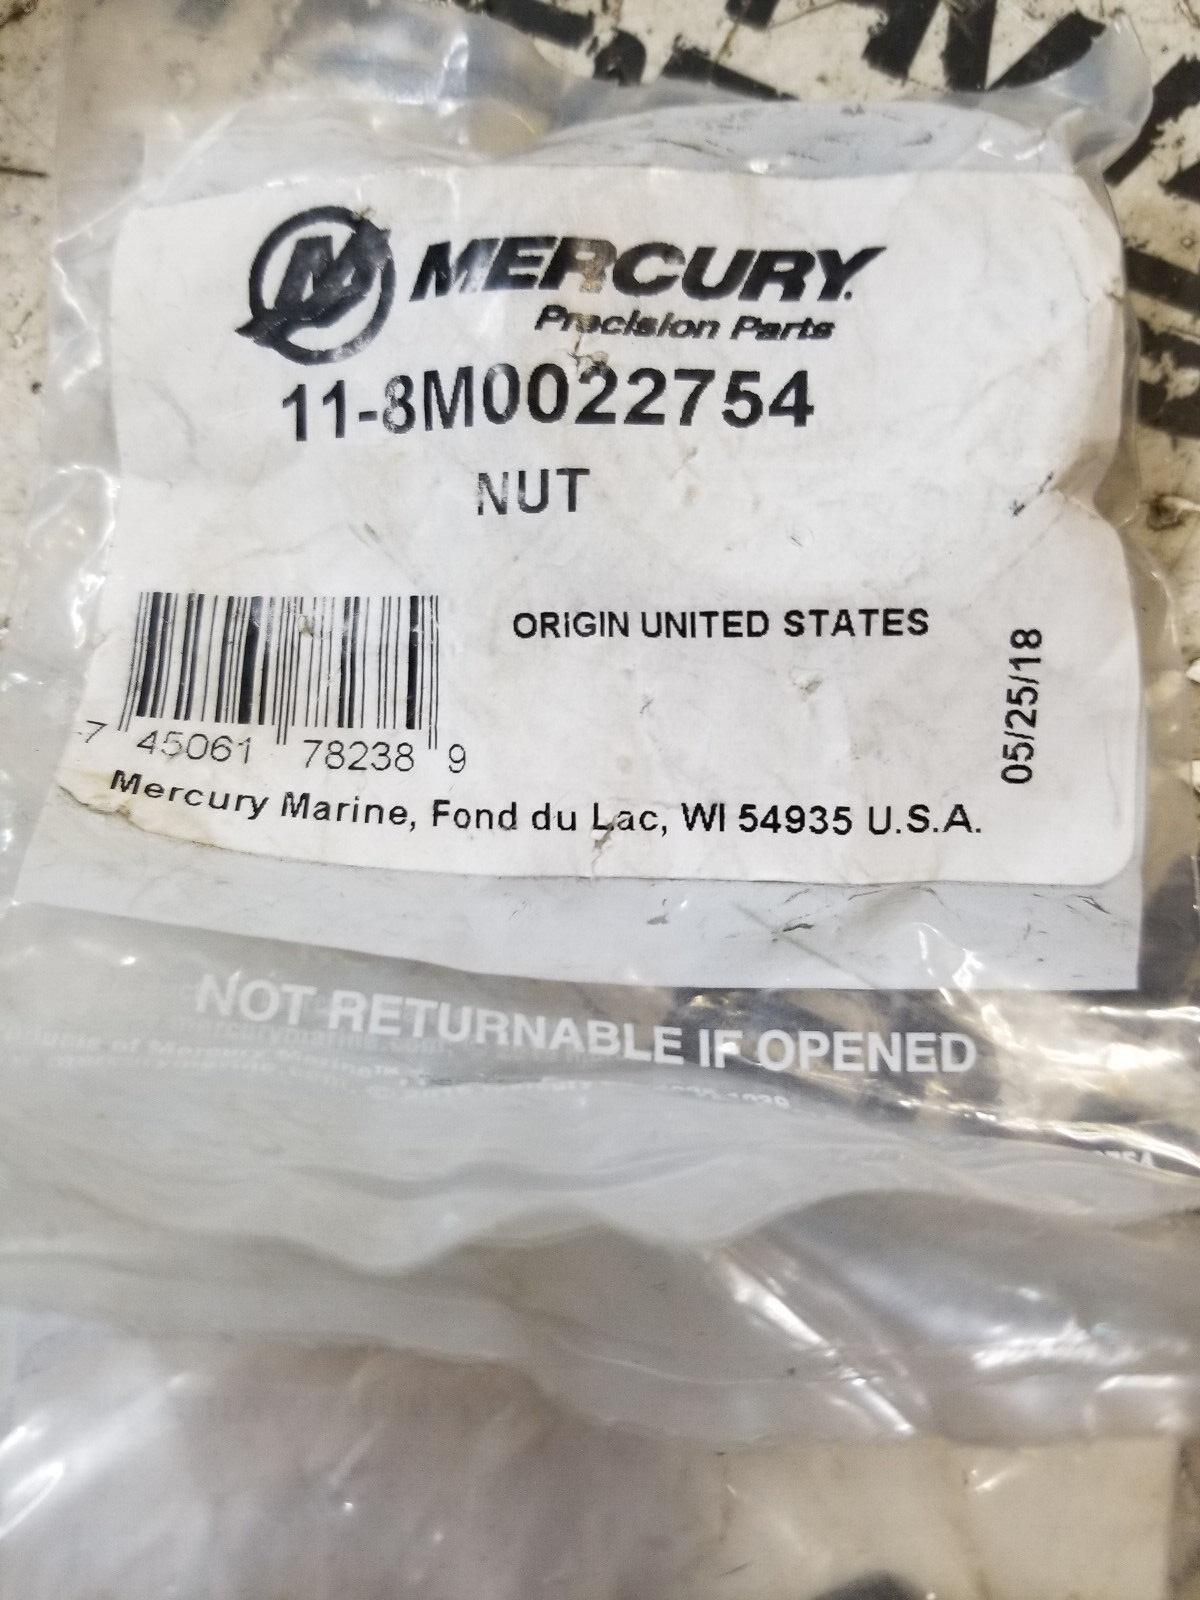 MERCURY
Precision Parts
11-8M0022754
NUT
ORIGIN UNITED STATES
05/25/18
7 45061 78238 9
Mercury Marine, Fond du Lac, WI 54935 U.S.A.
NOT RETURNABLE IF OPENED